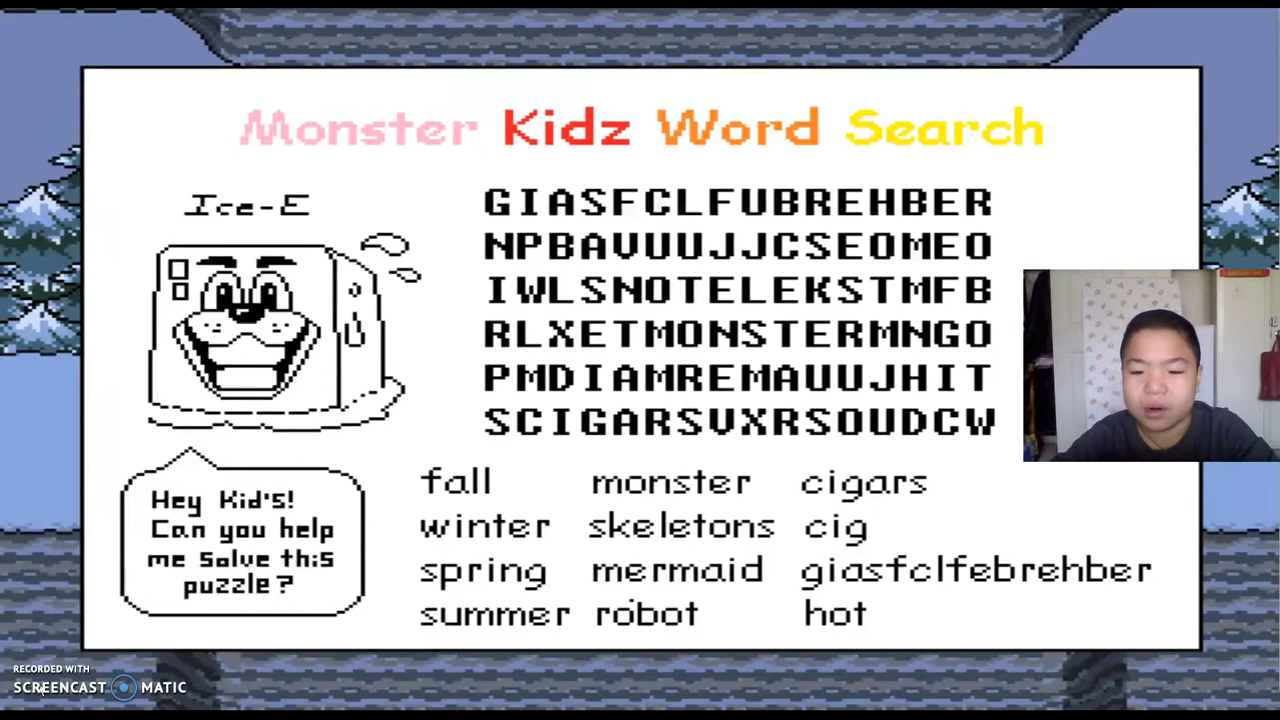 Monster Kidz Word Search
Ice-E
GIASFCLFUBREHBER
NPBAVUUJJCSEOMEO
IWLSNOTELEKSTMFB
RLXETMONSTERMNGO
PMDIAMREMAUUJHIT
SCIGARSVXRSOUDCW
fall monster cigars
winter skeletons cig
spring mermaid giasfclfebrehber
summer robot hot
Hey Kid's!
Can you help
me solve this
puzzle?
RECORDED WITH
SCREENCAST MATIC